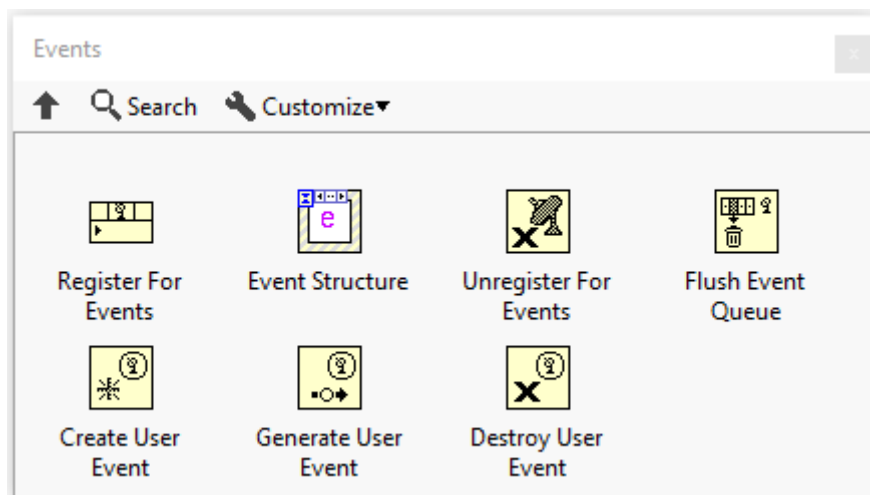 Events
x
Search Customize
e
Register For Events
Event Structure
Unregister For Events
Flush Event Queue
Create User Event
Generate User Event
Destroy User Event